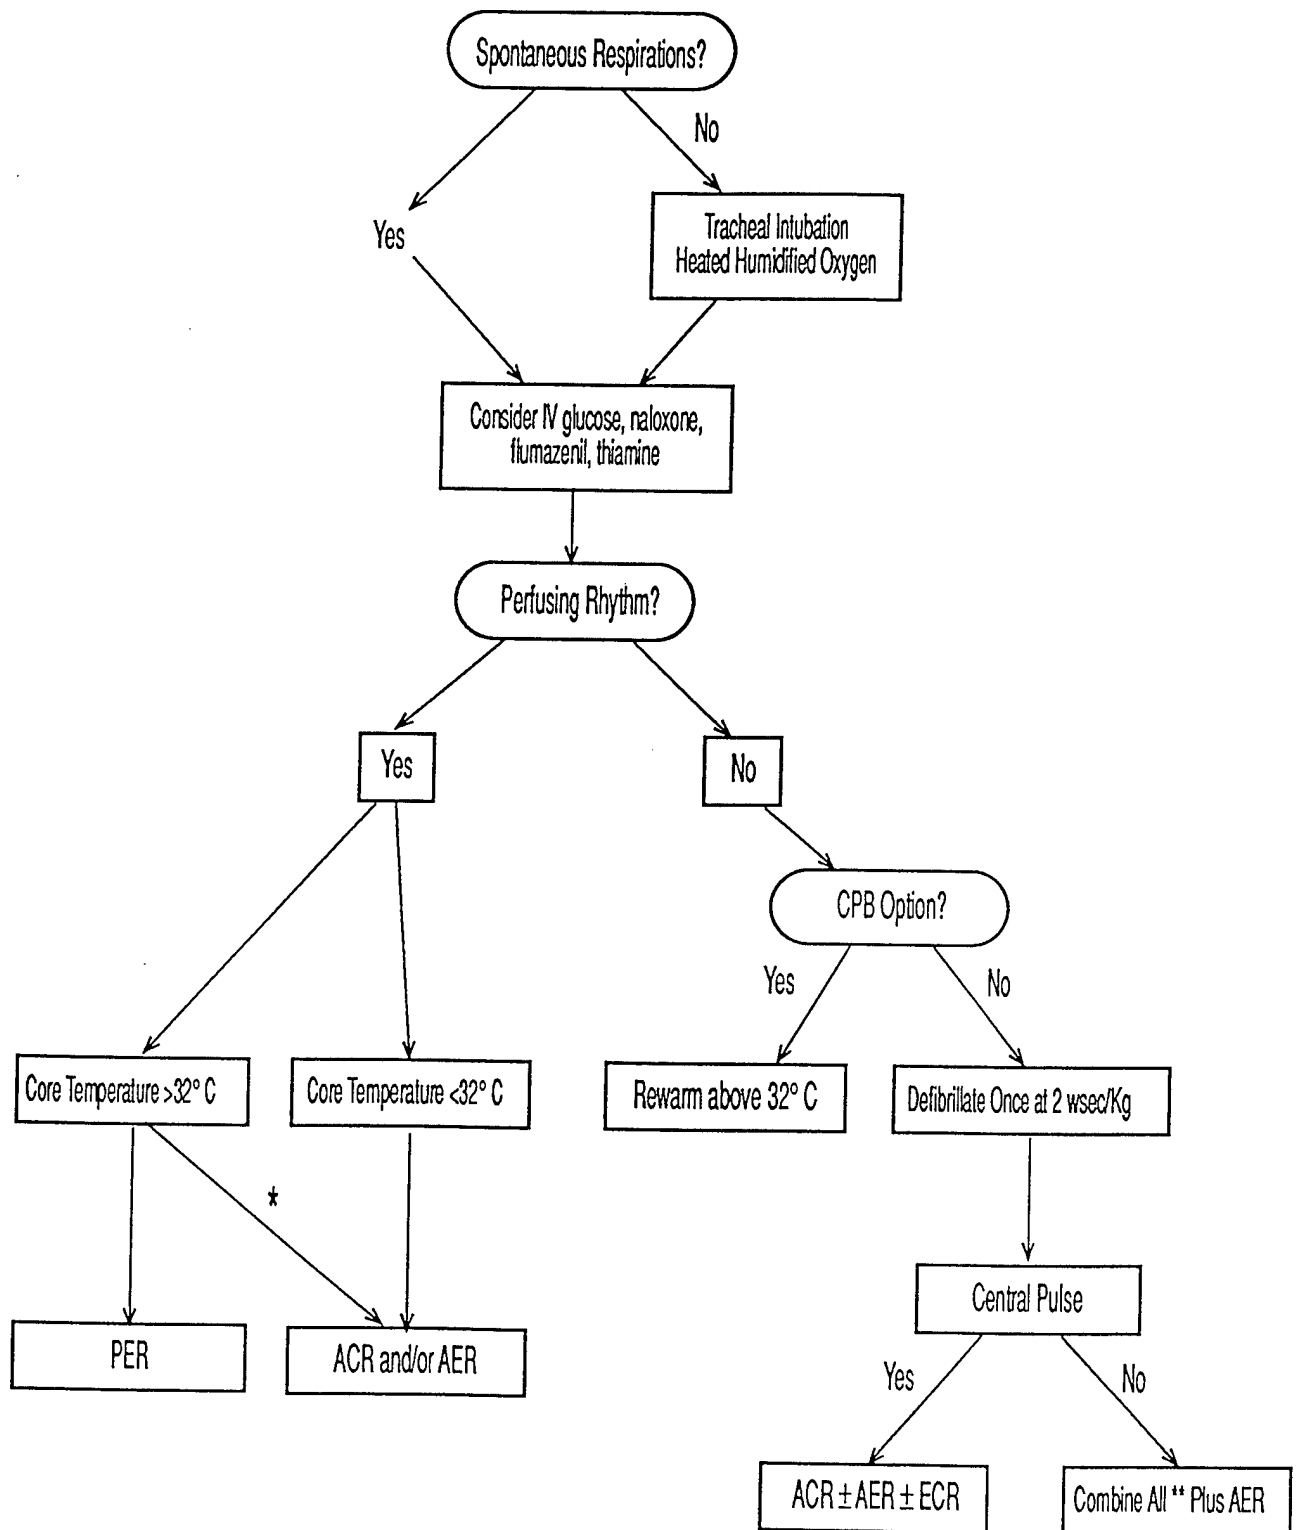 Spontaneous Respirations?
No
Yes
Tracheal Intubation
Heated Humidified Oxygen
Consider IV glucose, naloxone,
flumazenil, thiamine
Perfusing Rhythm?
Yes
No
CPB Option?
Yes
No
Core Temperature >32° C
Core Temperature <32° C
Rewarm above 32° C
Defibrillate Once at 2 wsec/Kg
*
Central Pulse
PER
ACR and/or AER
Yes
No
ACR ± AER ± ECR
Combine All ** Plus AER